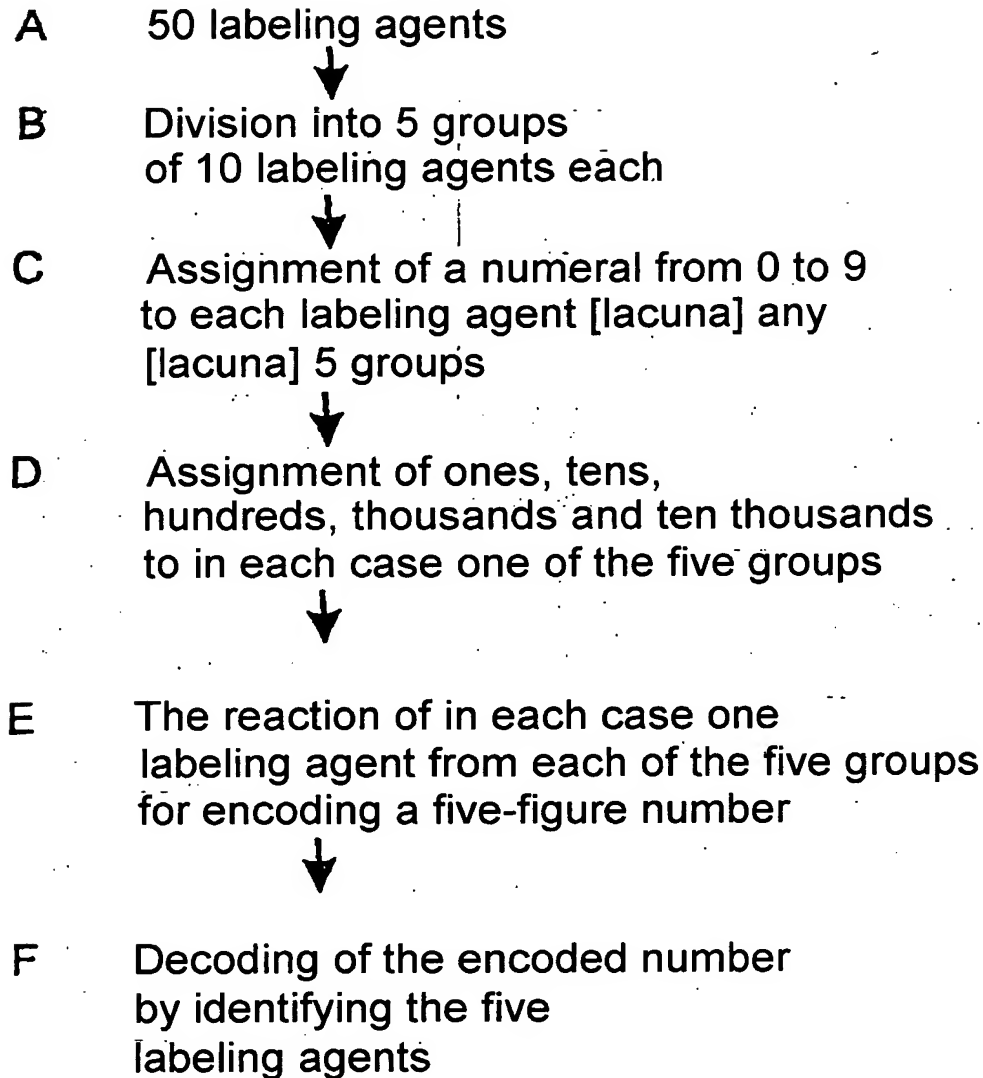 A 50 labeling agents
B Division into 5 groups
of 10 labeling agents each
C Assignment of a numeral from 0 to 9
to each labeling agent [lacuna] any
[lacuna] 5 groups
D Assignment of ones, tens,
hundreds, thousands and ten thousands
to in each case one of the five groups
E The reaction of in each case one
labeling agent from each of the five groups
for encoding a five-figure number
F Decoding of the encoded number
by identifying the five
labeling agents